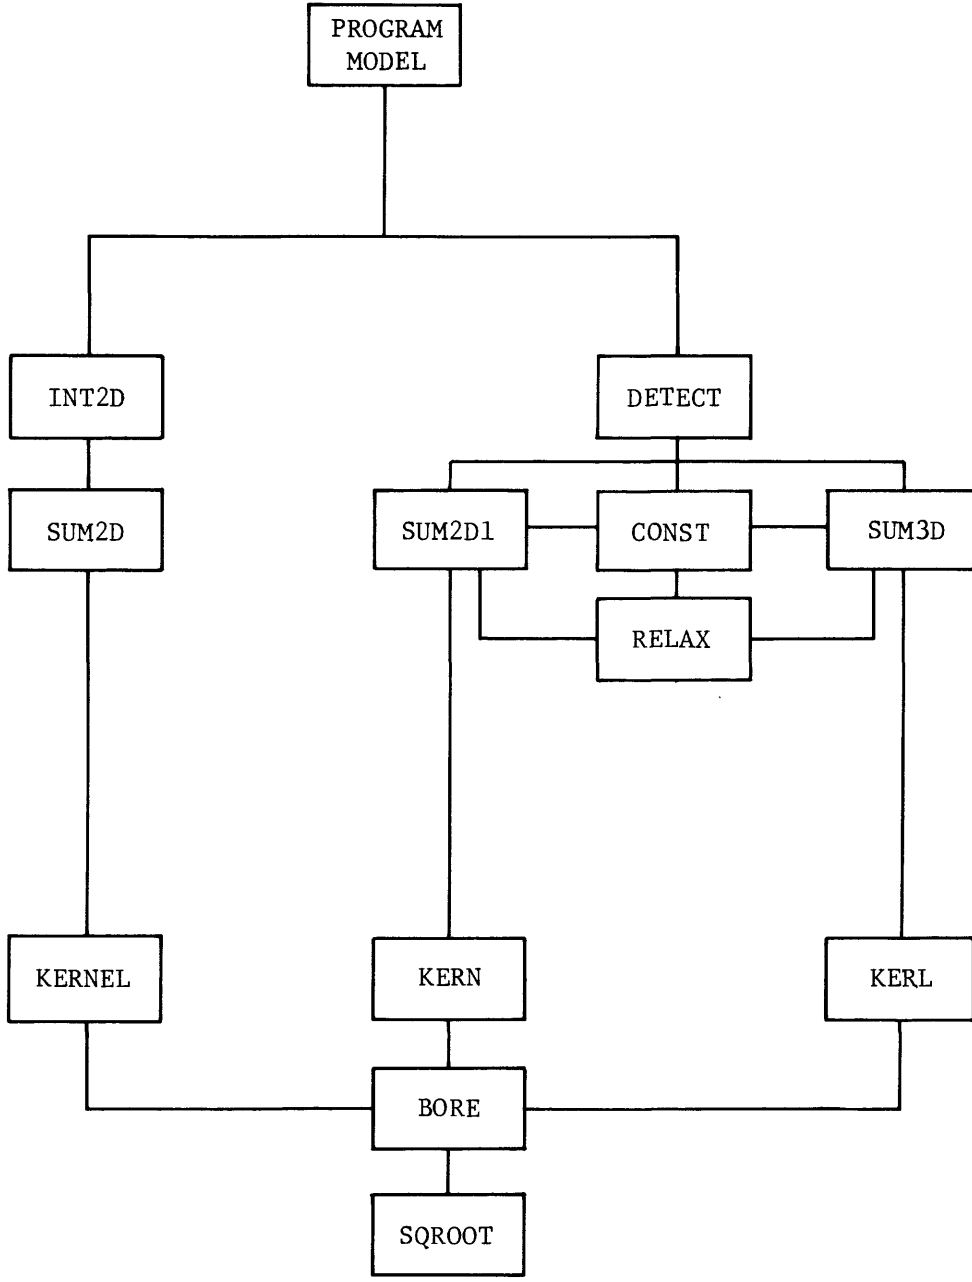 PROGRAM
MODEL
INT2D
DETECT
SUM2D
SUM2D1
CONST
SUM3D
RELAX
KERNEL
KERN
KERL
BORE
SQROOT